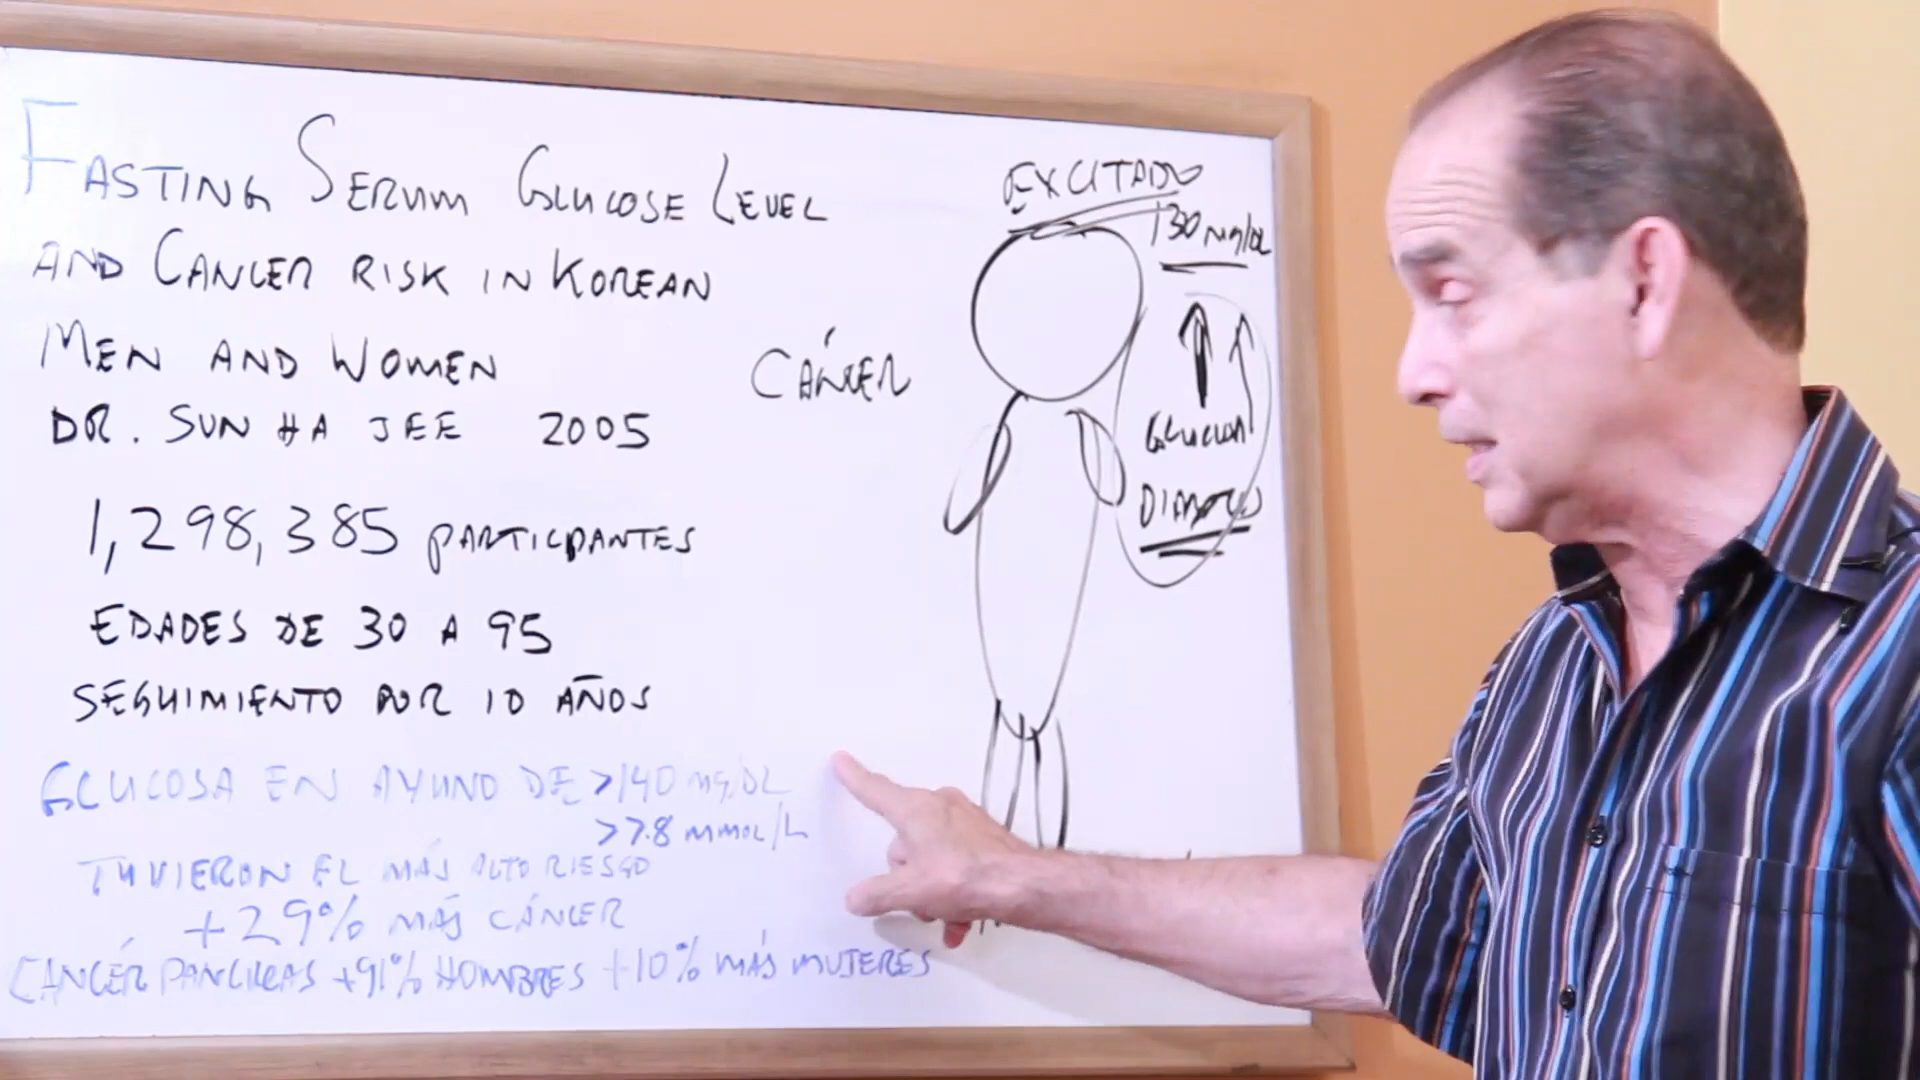 FASTING SERUM GLUCOSE LEVEL
AND CANCER RISK IN KOREAN
MEN AND WOMEN
DR. SUN HA JEE 2005
1,298,385 PARTICPANTES
EDADES DE 30 A 95
SEGUIMIENTO POR 10 AÑOS
GLUCOSA EN AYUNO DE >140 mg/DL
>7.8 mmOL/L
TUVIERON EL MÁS ALTO RIESGO
+29% MÁS CÁNCER
CANCÉR PANCREAS +91% HOMBRES +10% MÁS MUJERES
CÁNCER
EXCITADO
130 mg/DL
GLUCOSA